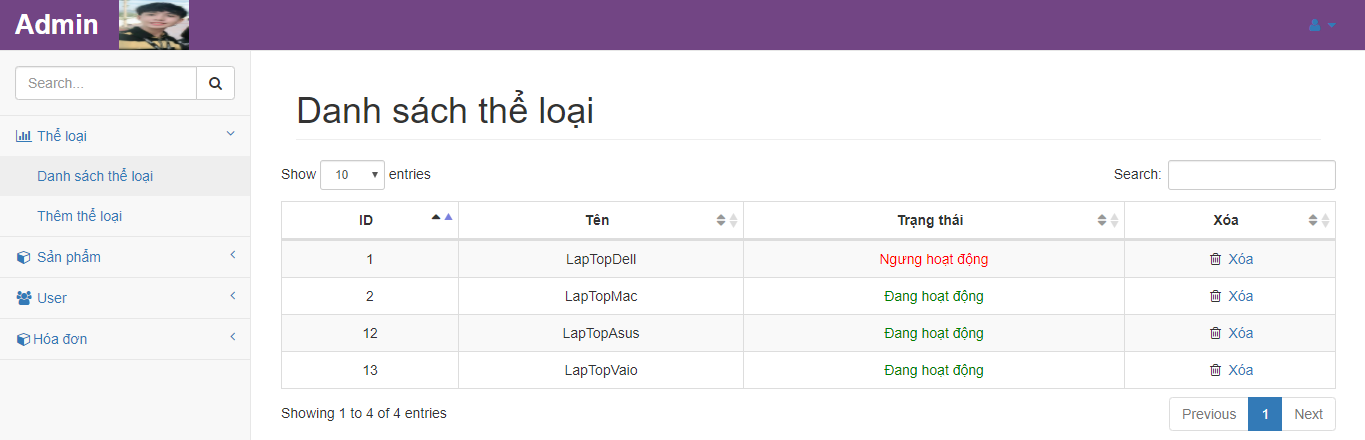 Admin
Search...
Thể loại
Danh sách thể loại
Thêm thể loại
Sản phẩm
User
Hóa đơn
Danh sách thể loại
Show 10 entries
Search:
ID Tên Trạng thái Xóa
1 LapTopDell Ngưng hoạt động Xóa
2 LapTopMac Đang hoạt động Xóa
12 LapTopAsus Đang hoạt động Xóa
13 LapTopVaio Đang hoạt động Xóa
Showing 1 to 4 of 4 entries
Previous 1 Next